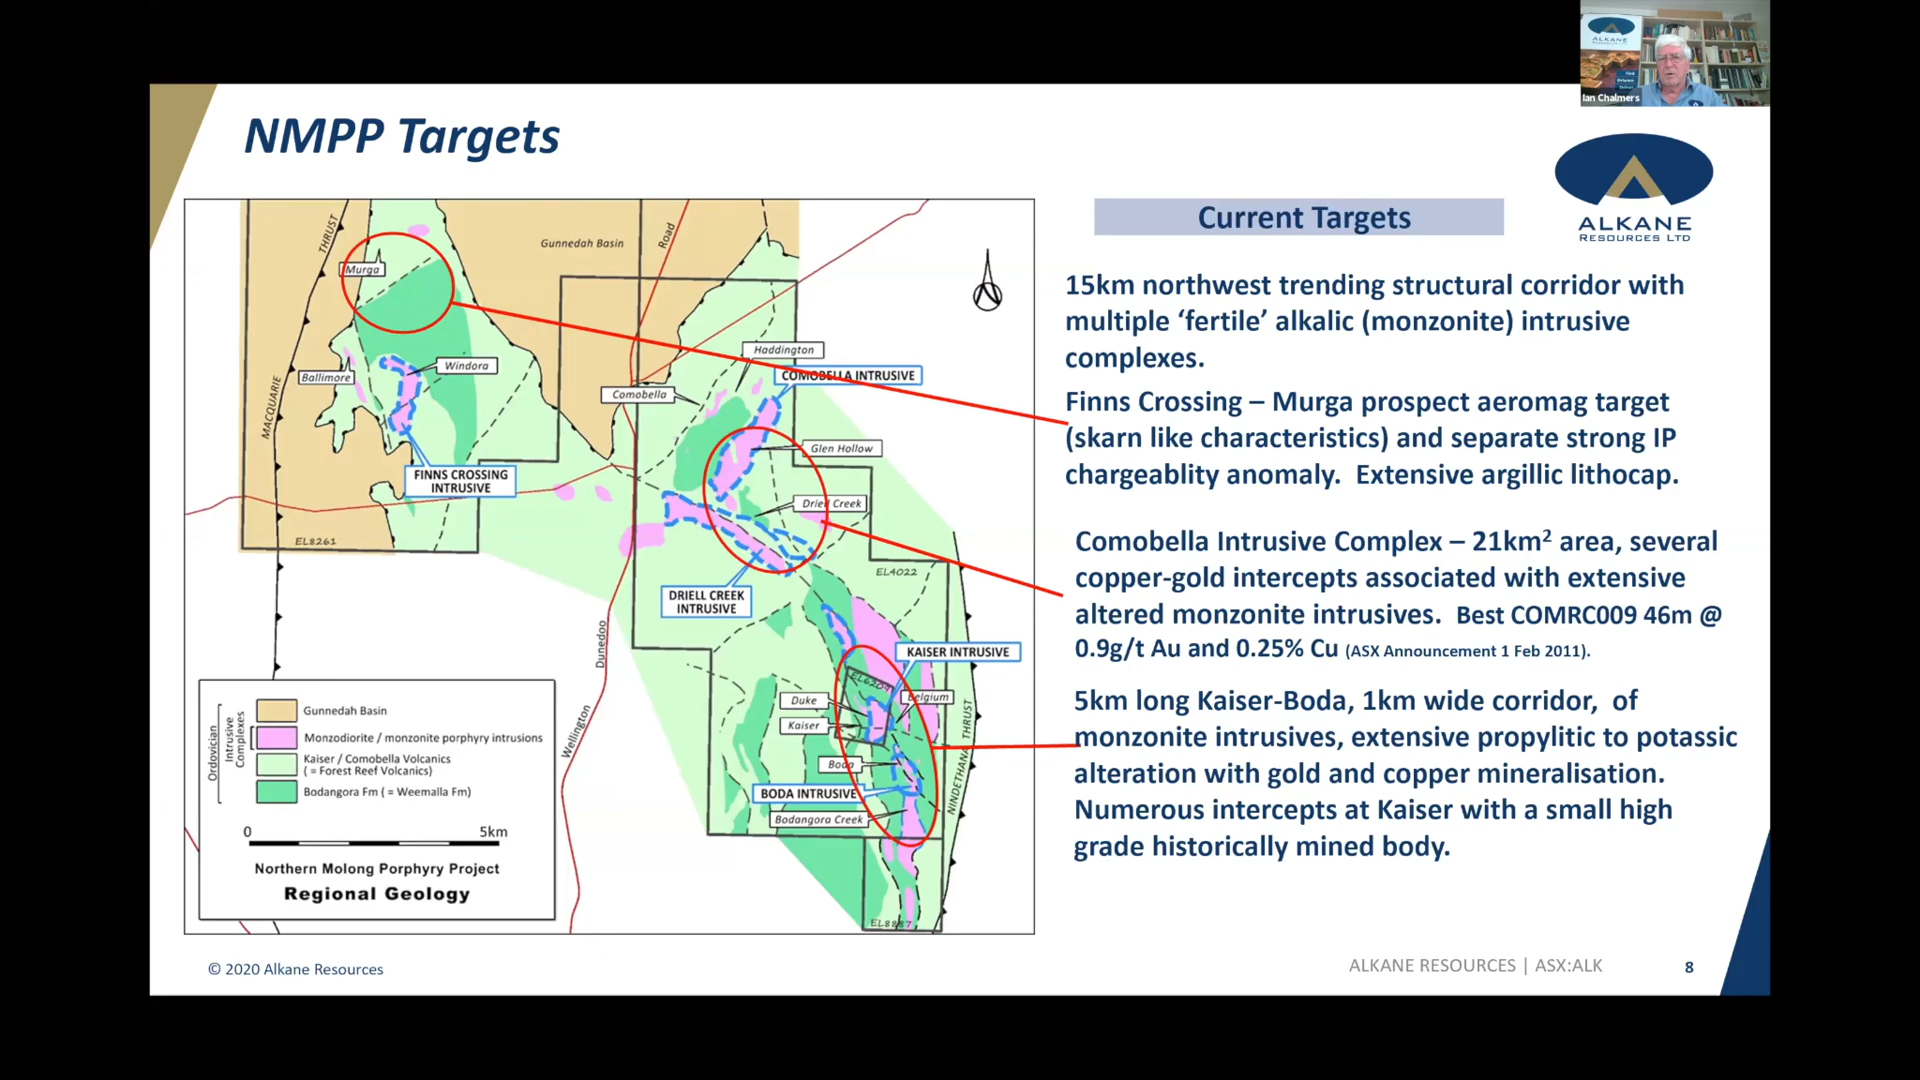 ALKANE
RESOURCES LTD
Ian Chalmers
NMPP Targets
ALKANE
RESOURCES LTD
Current Targets
15km northwest trending structural corridor with
multiple ‘fertile’ alkalic (monzonite) intrusive
complexes.
Finns Crossing – Murga prospect aeromag target
(skarn like characteristics) and separate strong IP
chargeablity anomaly. Extensive argillic lithocap.
Comobella Intrusive Complex – 21km² area, several
copper-gold intercepts associated with extensive
altered monzonite intrusives. Best COMRC009 46m @
0.9g/t Au and 0.25% Cu (ASX Announcement 1 Feb 2011).
5km long Kaiser-Boda, 1km wide corridor, of
monzonite intrusives, extensive propylitic to potassic
alteration with gold and copper mineralisation.
Numerous intercepts at Kaiser with a small high
grade historically mined body.
THRUST
Road
Gunnedah Basin
Murga
Haddington
Windora
COMOBELLA INTRUSIVE
Ballimore
Comobella
MACQUARIE
Glen Hollow
FINNS CROSSING
INTRUSIVE
Driell Creek
EL8261
EL4022
DRIELL CREEK
INTRUSIVE
Dunedoo
KAISER INTRUSIVE
EL6209
Belgium
Duke
Kaiser
Wellington
Boda
NINDETHANA THRUST
BODA INTRUSIVE
Bodangora Creek
EL8887
Ordovician
Intrusive
Complexes
Gunnedah Basin
Monzodiorite / monzonite porphyry intrusions
Kaiser / Comobella Volcanics
( = Forest Reef Volcanics)
Bodangora Fm ( = Weemalla Fm)
0 5km
Northern Molong Porphyry Project
Regional Geology
© 2020 Alkane Resources
ALKANE RESOURCES | ASX:ALK
8